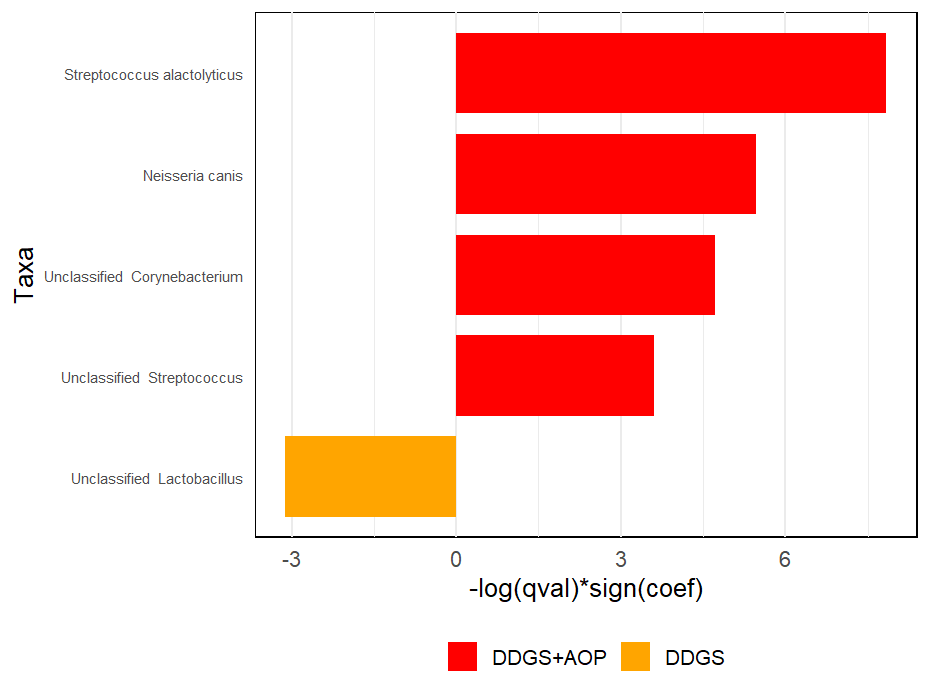 Streptococcus alactolyticus
Neisseria canis
Unclassified  Corynebacterium
Unclassified  Streptococcus
Unclassified  Lactobacillus
Taxa
-3 0 3 6
-log(qval)*sign(coef)
DDGS+AOP DDGS